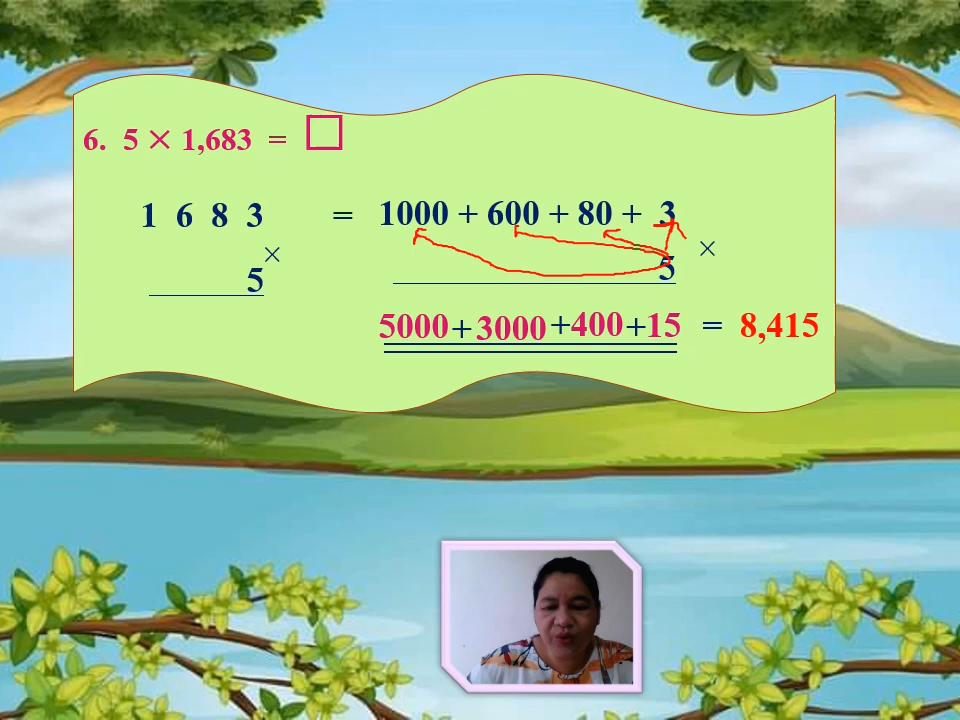 6. 5 × 1,683 = □
1 6 8 3 = 1000 + 600 + 80 + 3
× ×
5 5
5000 + 3000 + 400 + 15 = 8,415